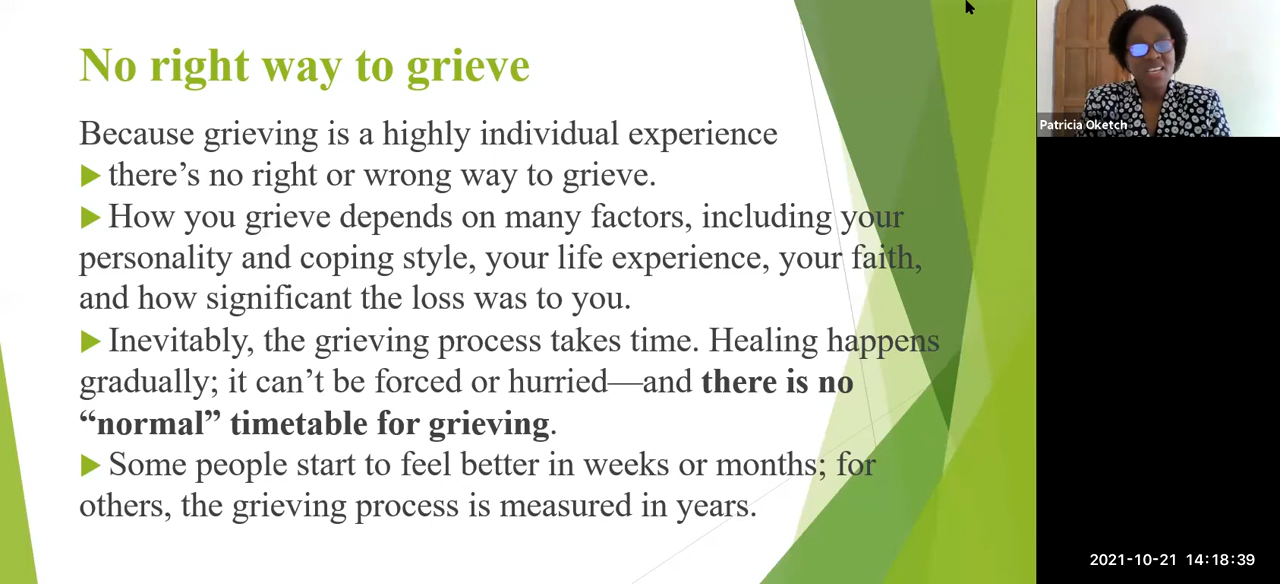 No right way to grieve
Because grieving is a highly individual experience
there’s no right or wrong way to grieve.
How you grieve depends on many factors, including your
personality and coping style, your life experience, your faith,
and how significant the loss was to you.
Inevitably, the grieving process takes time. Healing happens
gradually; it can’t be forced or hurried—and there is no
“normal” timetable for grieving.
Some people start to feel better in weeks or months; for
others, the grieving process is measured in years.
Patricia Oketch
2021-10-21 14:18:39